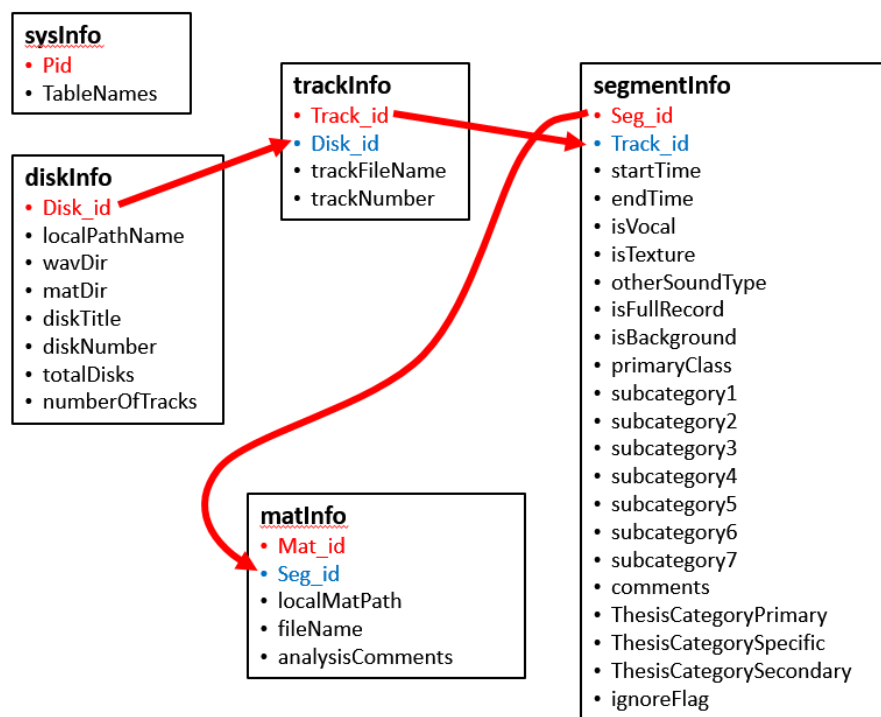 sysInfo
• Pid
• TableNames
diskInfo
• Disk_id
• localPathName
• wavDir
• matDir
• diskTitle
• diskNumber
• totalDisks
• numberOfTracks
trackInfo
• Track_id
• Disk_id
• trackFileName
• trackNumber
matInfo
• Mat_id
• Seg_id
• localMatPath
• fileName
• analysisComments
segmentInfo
• Seg_id
• Track_id
• startTime
• endTime
• isVocal
• isTexture
• otherSoundType
• isFullRecord
• isBackground
• primaryClass
• subcategory1
• subcategory2
• subcategory3
• subcategory4
• subcategory5
• subcategory6
• subcategory7
• comments
• ThesisCategoryPrimary
• ThesisCategorySpecific
• ThesisCategorySecondary
• ignoreFlag